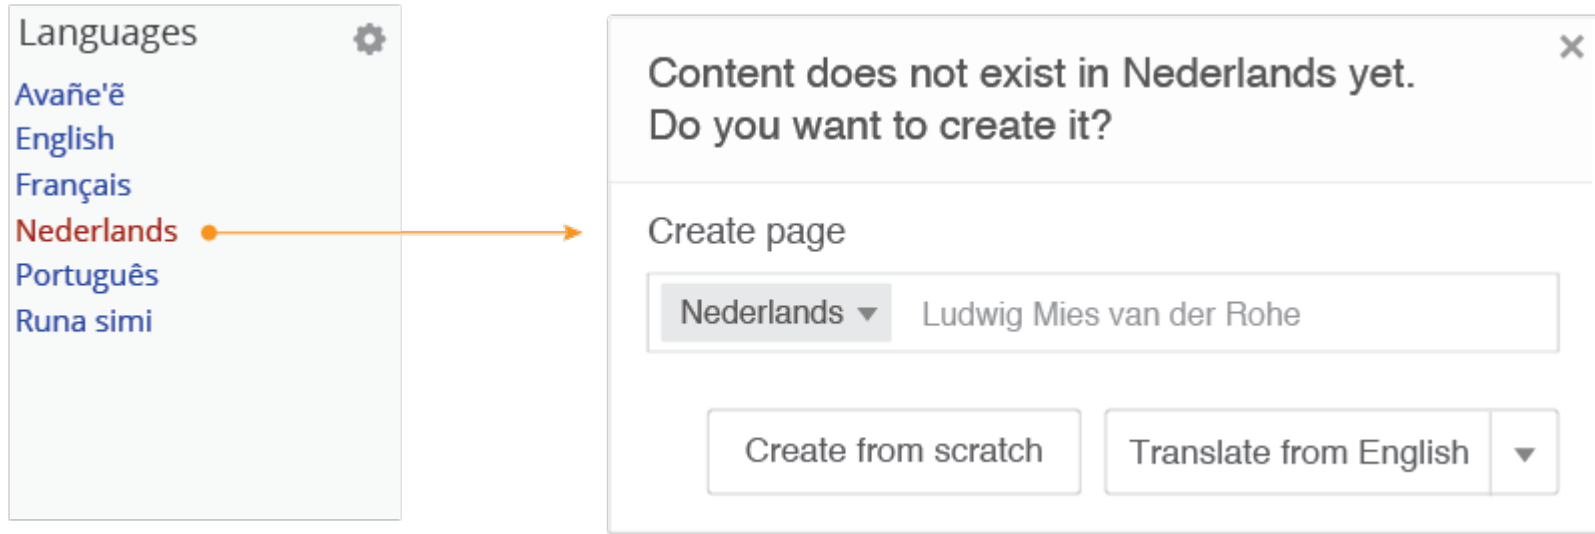 Languages
Avañe'ẽ
English
Français
Nederlands
Português
Runa simi
Content does not exist in Nederlands yet.
Do you want to create it?
Create page
Nederlands Ludwig Mies van der Rohe
Create from scratch
Translate from English